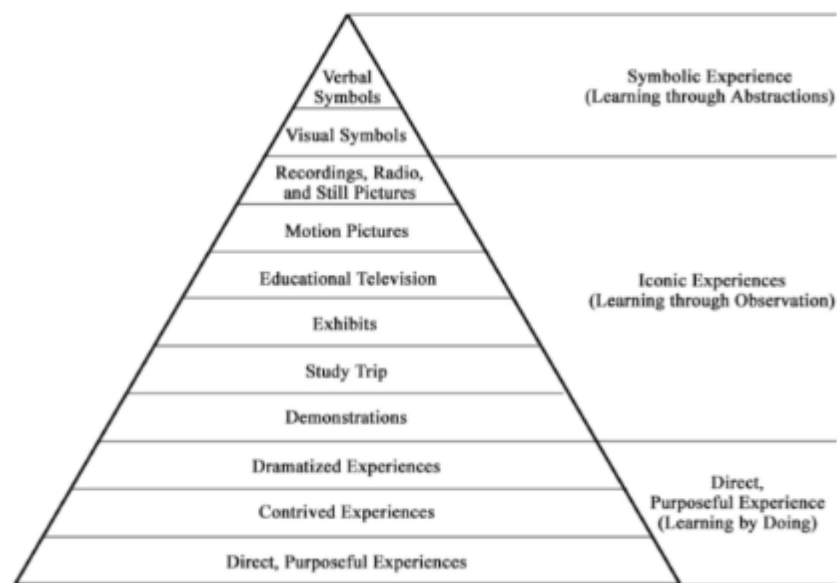 Verbal
Symbols
Visual Symbols
Recordings, Radio,
and Still Pictures
Motion Pictures
Educational Television
Exhibits
Study Trip
Demonstrations
Dramatized Experiences
Contrived Experiences
Direct, Purposeful Experiences
Symbolic Experience
(Learning through Abstractions)
Iconic Experiences
(Learning through Observation)
Direct,
Purposeful Experience
(Learning by Doing)